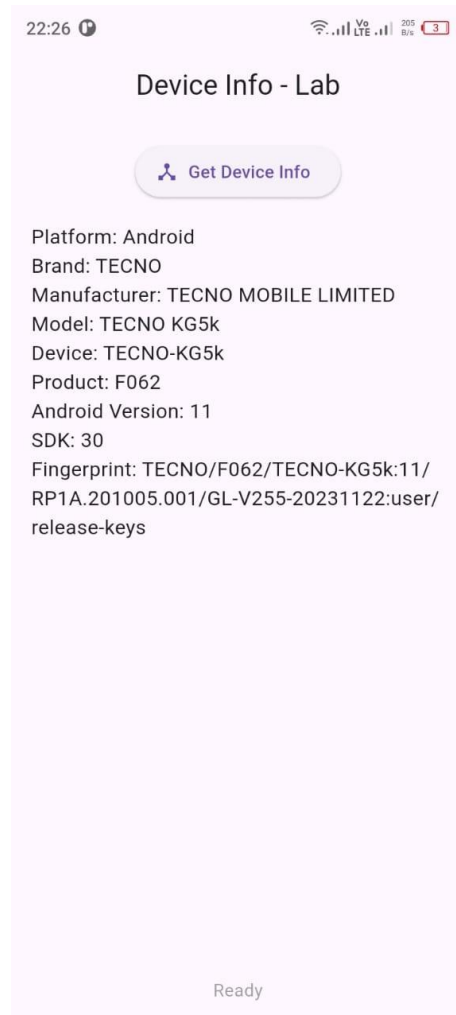 22:26
Vo
LTE
205
B/s
3
Device Info - Lab
Get Device Info
Platform: Android
Brand: TECNO
Manufacturer: TECNO MOBILE LIMITED
Model: TECNO KG5k
Device: TECNO-KG5k
Product: F062
Android Version: 11
SDK: 30
Fingerprint: TECNO/F062/TECNO-KG5k:11/
RP1A.201005.001/GL-V255-20231122:user/
release-keys
Ready